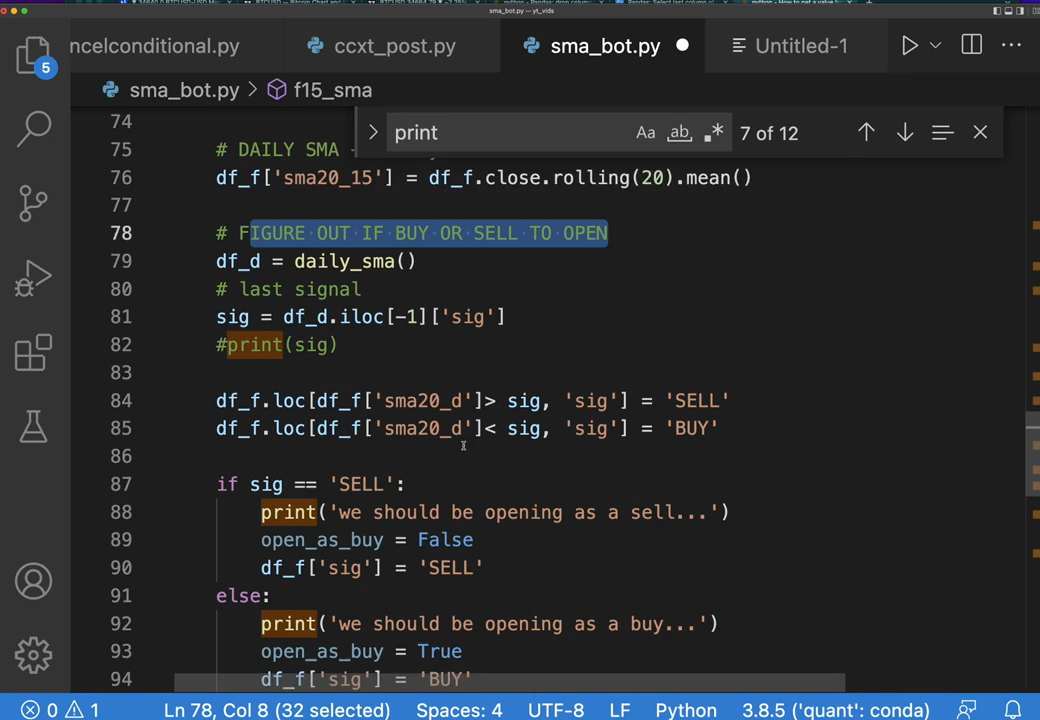 sma_bot.py — yt_vids
ncelconditional.py ccxt_post.py sma_bot.py Untitled-1
5
sma_bot.py > f15_sma
print Aa ab .* 7 of 12
74
75 # DAILY SMA
76 df_f['sma20_15'] = df_f.close.rolling(20).mean()
77
78 # FIGURE OUT IF BUY OR SELL TO OPEN
79 df_d = daily_sma()
80 # last signal
81 sig = df_d.iloc[-1]['sig']
82 #print(sig)
83
84 df_f.loc[df_f['sma20_d']> sig, 'sig'] = 'SELL'
85 df_f.loc[df_f['sma20_d']< sig, 'sig'] = 'BUY'
86
87 if sig == 'SELL':
88 print('we should be opening as a sell...')
89 open_as_buy = False
90 df_f['sig'] = 'SELL'
91 else:
92 print('we should be opening as a buy...')
93 open_as_buy = True
94 df_f['sig'] = 'BUY'
0 1 Ln 78, Col 8 (32 selected) Spaces: 4 UTF-8 LF Python 3.8.5 ('quant': conda)